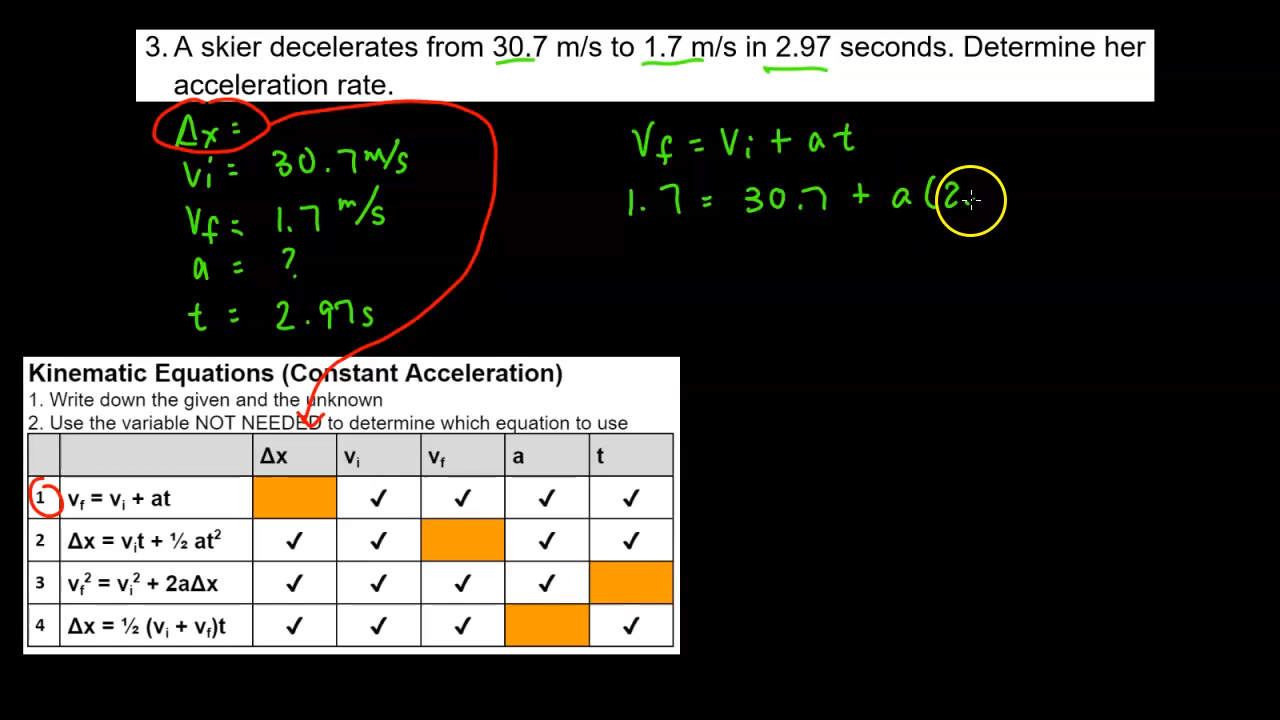 3. A skier decelerates from 30.7 m/s to 1.7 m/s in 2.97 seconds. Determine her
acceleration rate.
Δx =
vi = 30.7 m/s
vf = 1.7 m/s
a = ?
t = 2.97s
Vf = Vi + at
1.7 = 30.7 + a (2.
Kinematic Equations (Constant Acceleration)
1. Write down the given and the unknown
2. Use the variable NOT NEEDED to determine which equation to use
Δx vᵢ v_f a t
1 v_f = vᵢ + at ✓ ✓ ✓ ✓
2 Δx = vᵢt + ½ at² ✓ ✓ ✓ ✓
3 v_f² = vᵢ² + 2aΔx ✓ ✓ ✓ ✓
4 Δx = ½ (vᵢ + v_f)t ✓ ✓ ✓ ✓